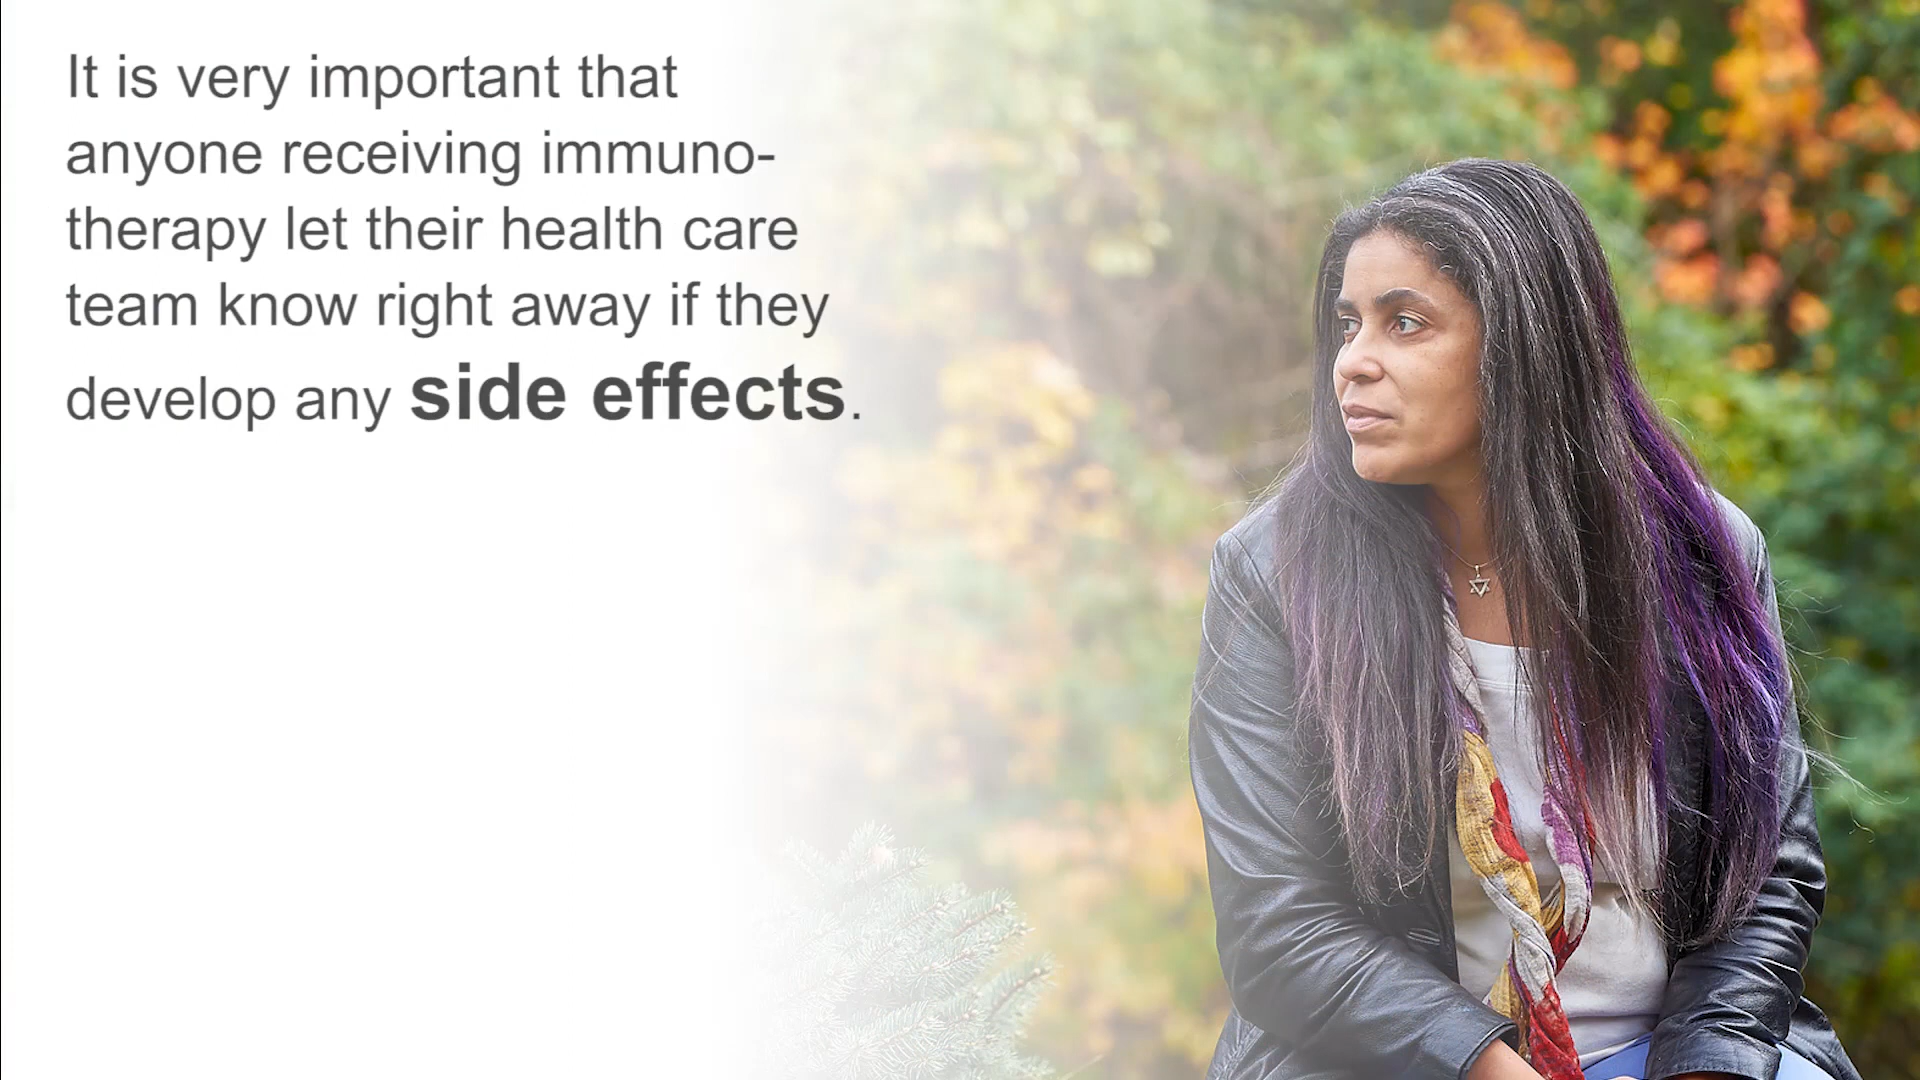 It is very important that
anyone receiving immuno-
therapy let their health care
team know right away if they
develop any side effects.